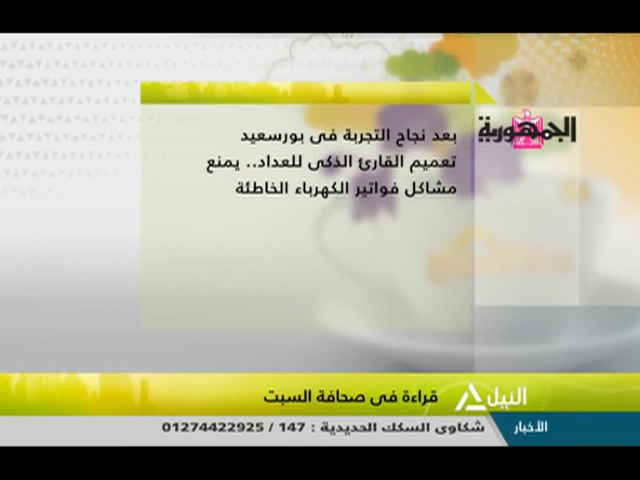 الجمهورية
بعد نجاح التجربة فى بورسعيد
تعميم القارئ الذكى للعداد.. يمنع
مشاكل فواتير الكهرباء الخاطئة
النيل
قراءة فى صحافة السبت
الأخبار
شكاوى السكك الحديدية : 147 / 01274422925